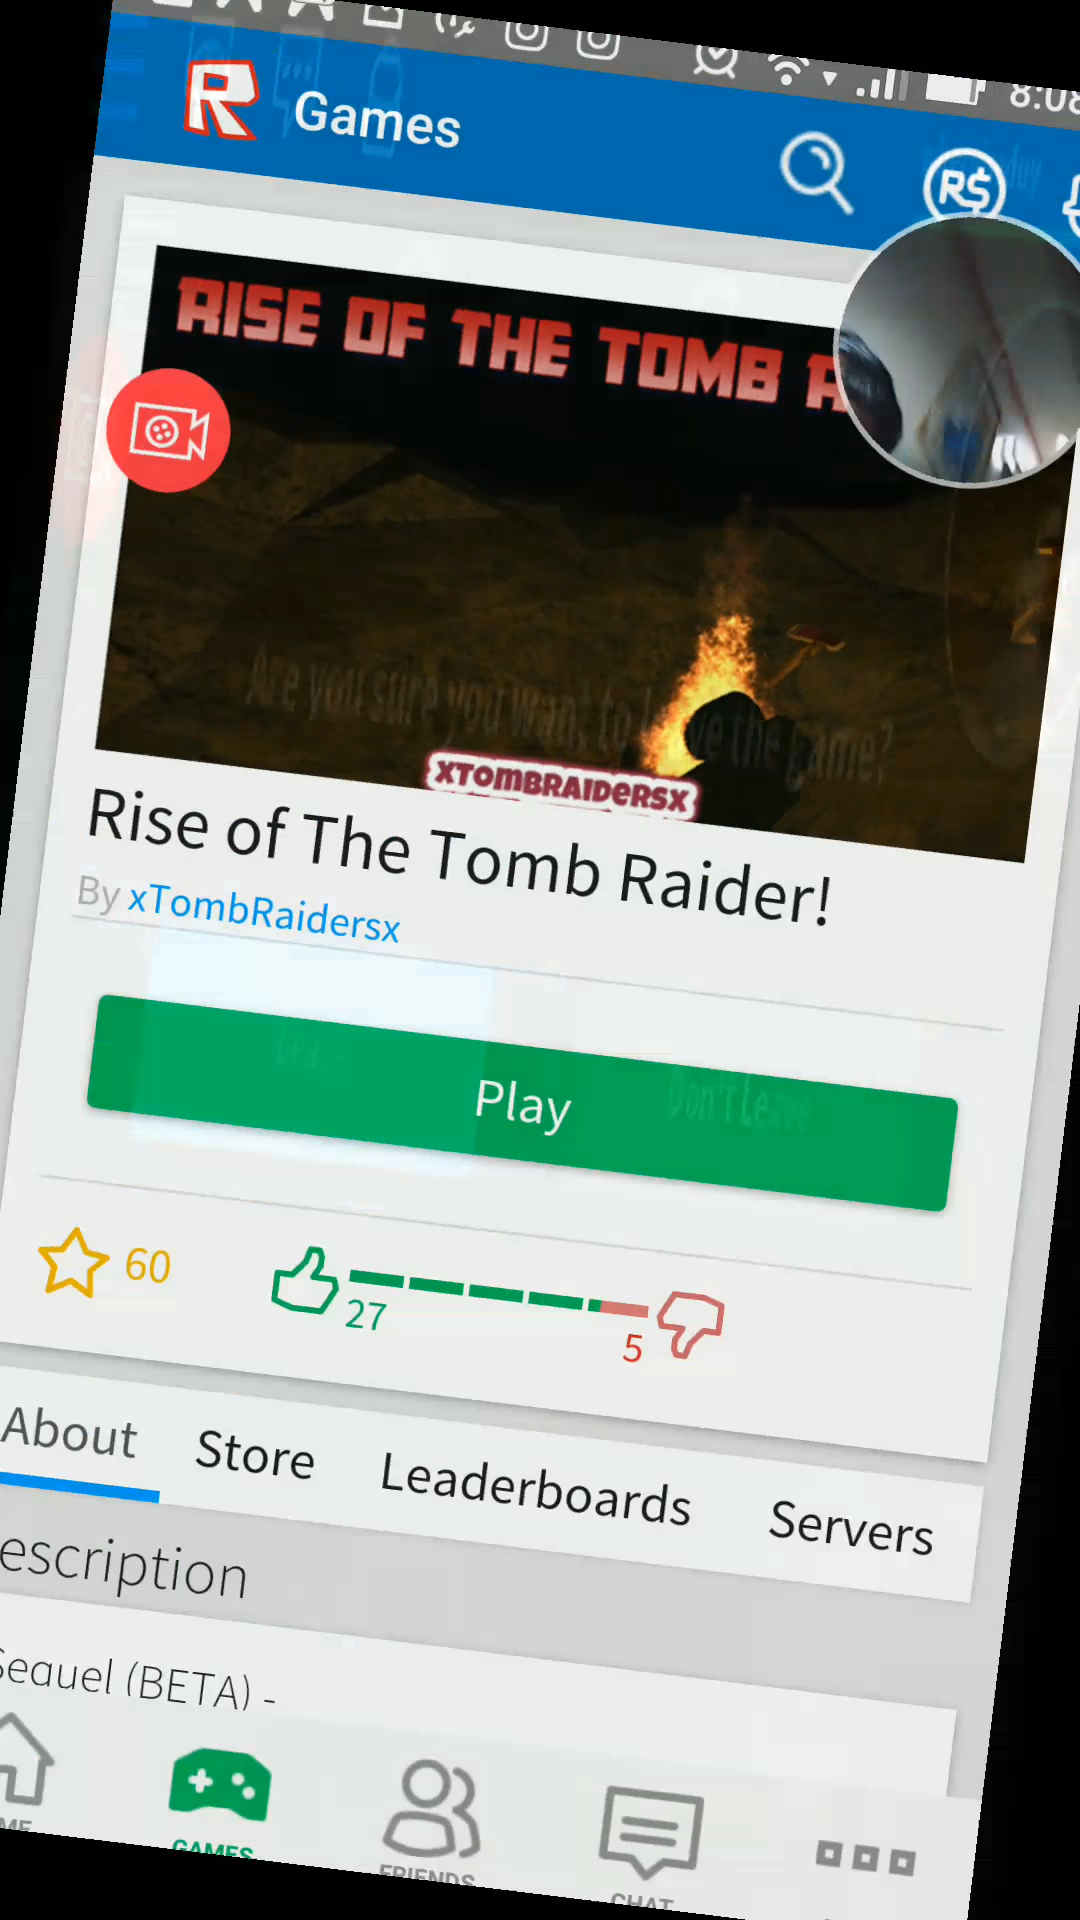 8:08
Games
R$
RISE OF THE TOMB
Are you sure you want to leave the game?
xTOMBRAIDERSX
Rise of The Tomb Raider!
By xTombRaidersx
Play
Don't Leave
60
27
5
About Store Leaderboards Servers
escription
Sequel (BETA) -
GAMES
FRIENDS
CHAT